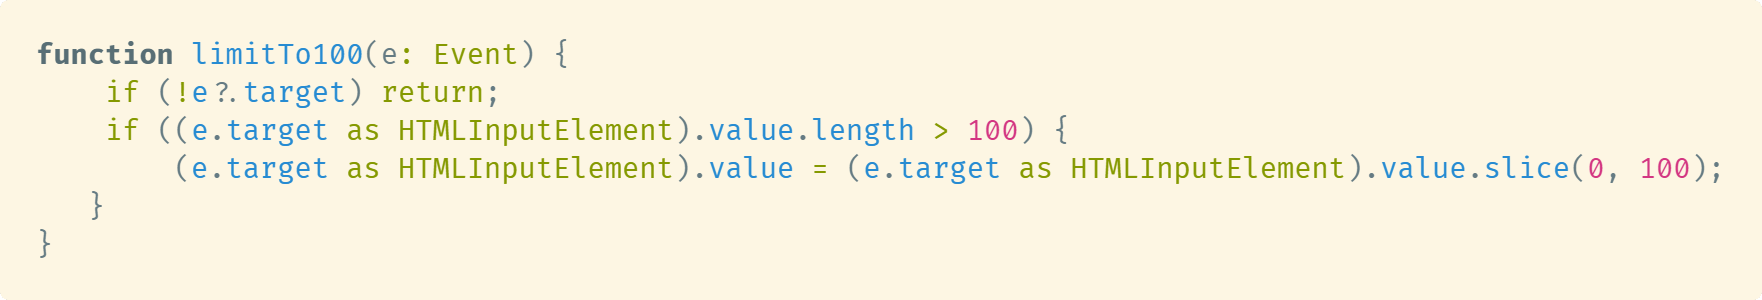 function limitTo100(e: Event) {
    if (!e?.target) return;
    if ((e.target as HTMLInputElement).value.length > 100) {
        (e.target as HTMLInputElement).value = (e.target as HTMLInputElement).value.slice(0, 100);
   }
}